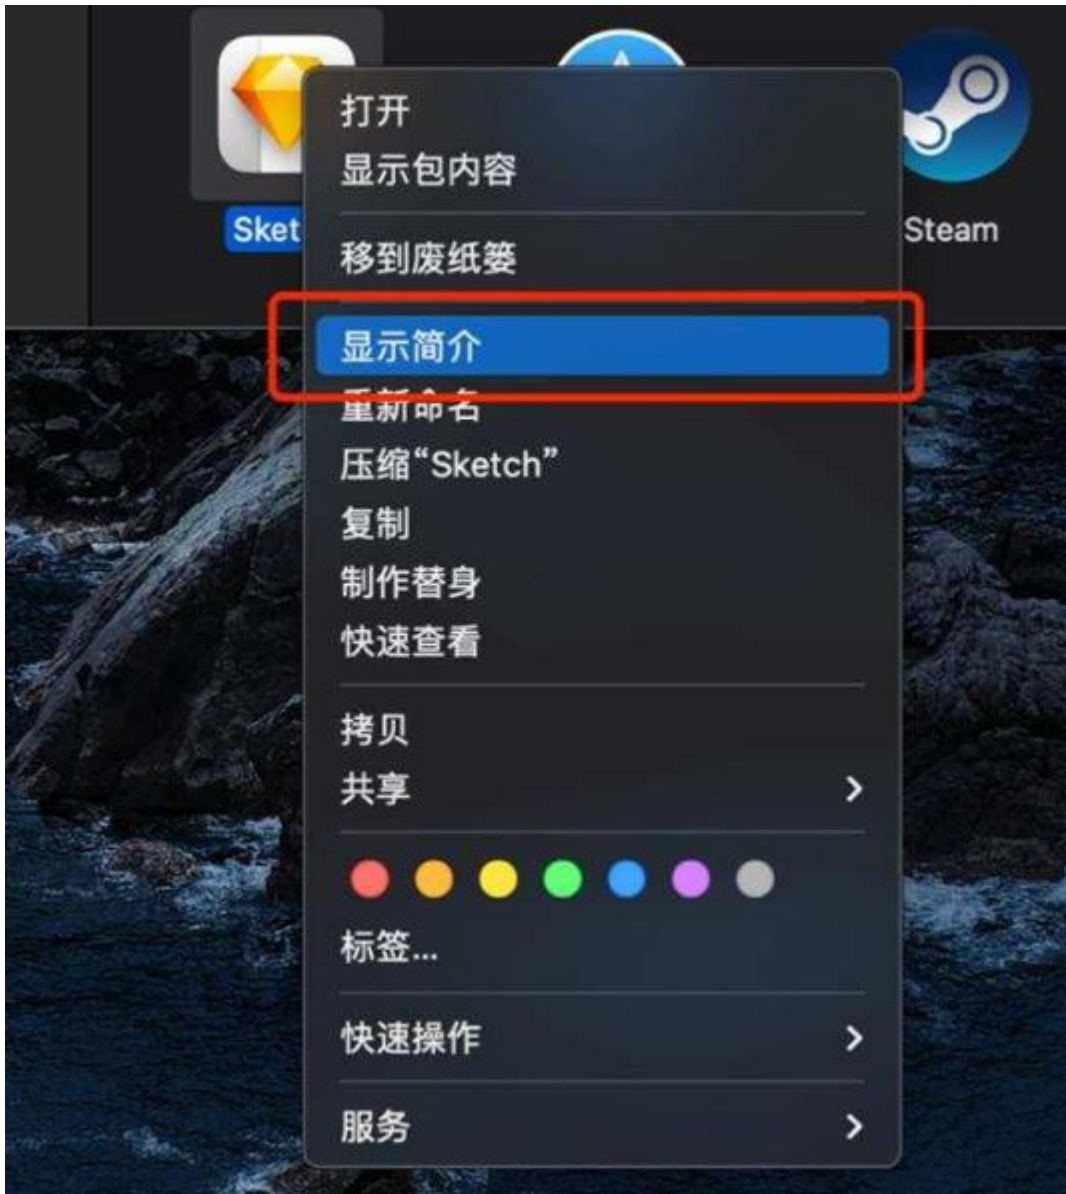 打开
显示包内容
Sket
Steam
移到废纸篓
显示简介
重新命名
压缩“Sketch”
复制
制作替身
快速查看
拷贝
共享
标签...
快速操作
服务